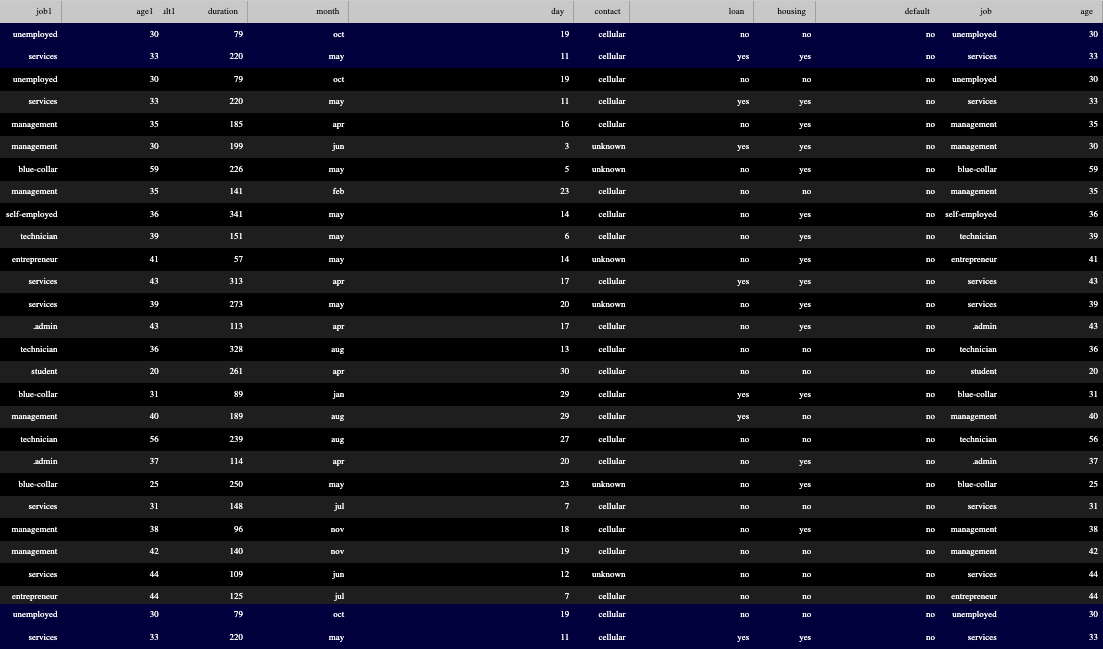 job1 age1 ult1 duration month day contact loan housing default job age
unemployed 30 79 oct 19 cellular no no no unemployed 30
services 33 220 may 11 cellular yes yes no services 33
unemployed 30 79 oct 19 cellular no no no unemployed 30
services 33 220 may 11 cellular yes yes no services 33
management 35 185 apr 16 cellular no yes no management 35
management 30 199 jun 3 unknown yes yes no management 30
blue-collar 59 226 may 5 unknown no yes no blue-collar 59
management 35 141 feb 23 cellular no no no management 35
self-employed 36 341 may 14 cellular no yes no self-employed 36
technician 39 151 may 6 cellular no yes no technician 39
entrepreneur 41 57 may 14 unknown no yes no entrepreneur 41
services 43 313 apr 17 cellular yes yes no services 43
services 39 273 may 20 unknown no yes no services 39
.admin 43 113 apr 17 cellular no yes no .admin 43
technician 36 328 aug 13 cellular no no no technician 36
student 20 261 apr 30 cellular no no no student 20
blue-collar 31 89 jan 29 cellular yes yes no blue-collar 31
management 40 189 aug 29 cellular yes no no management 40
technician 56 239 aug 27 cellular no no no technician 56
.admin 37 114 apr 20 cellular no yes no .admin 37
blue-collar 25 250 may 23 unknown no yes no blue-collar 25
services 31 148 jul 7 cellular no no no services 31
management 38 96 nov 18 cellular no yes no management 38
management 42 140 nov 19 cellular no no no management 42
services 44 109 jun 12 unknown no no no services 44
entrepreneur 44 125 jul 7 cellular no no no entrepreneur 44
unemployed 30 79 oct 19 cellular no no no unemployed 30
services 33 220 may 11 cellular yes yes no services 33